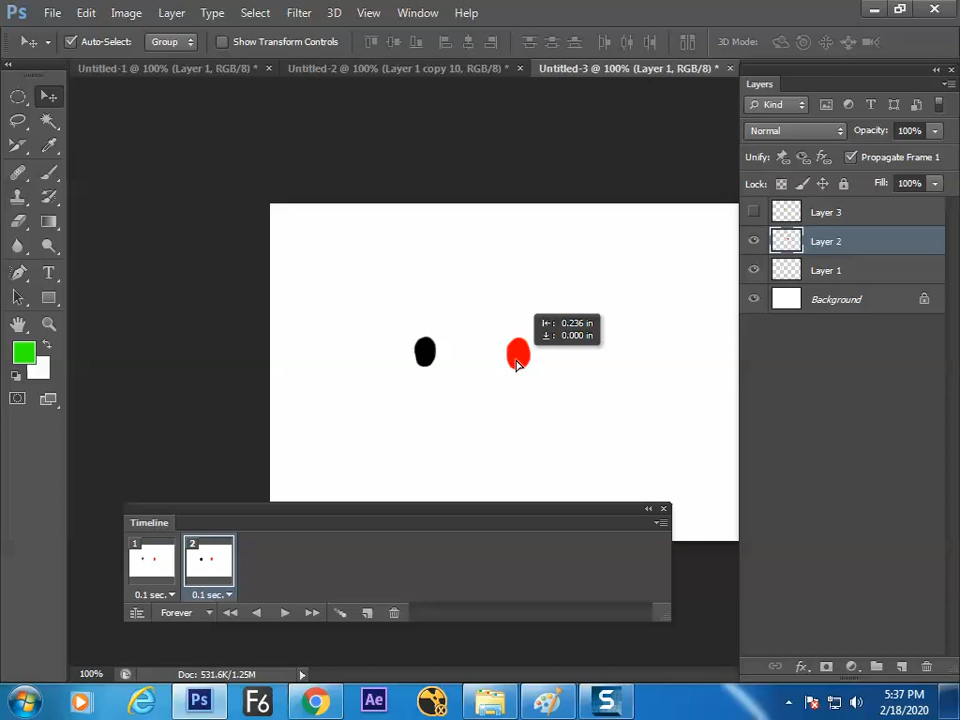 Ps File Edit Image Layer Type Select Filter 3D View Window Help
Auto-Select: Group Show Transform Controls 3D Mode:
Untitled-1 @ 100% (Layer 1, RGB/8) * × Untitled-2 @ 100% (Layer 1 copy 10, RGB/8) * × Untitled-3 @ 100% (Layer 1, RGB/8) * ×
Layers
Kind
Normal Opacity: 100%
Unify: Propagate Frame 1
Lock: Fill: 100%
Layer 3
Layer 2
Layer 1
Background
0.236 in
0.000 in
Timeline
1 2
0.1 sec. 0.1 sec.
Forever
100% Doc: 531.6K/1.25M
Ps F6 Ae S
5:37 PM
2/18/2020